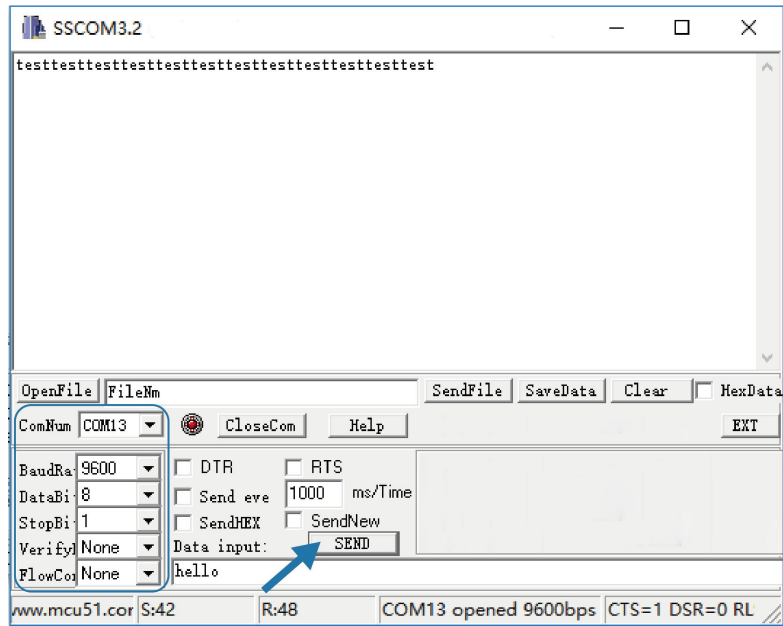 SSCOM3.2
testtesttesttesttesttesttesttesttesttesttesttest
OpenFile FileNm SendFile SaveData Clear HexData
ComNum COM13 CloseCom Help EXT
BaudRa 9600 DTR RTS
DataBi 8 Send eve 1000 ms/Time
StopBi 1 SendHEX SendNew
Verify None Data input: SEND
FlowCo None hello
www.mcu51.cor S:42 R:48 COM13 opened 9600bps CTS=1 DSR=0 RL